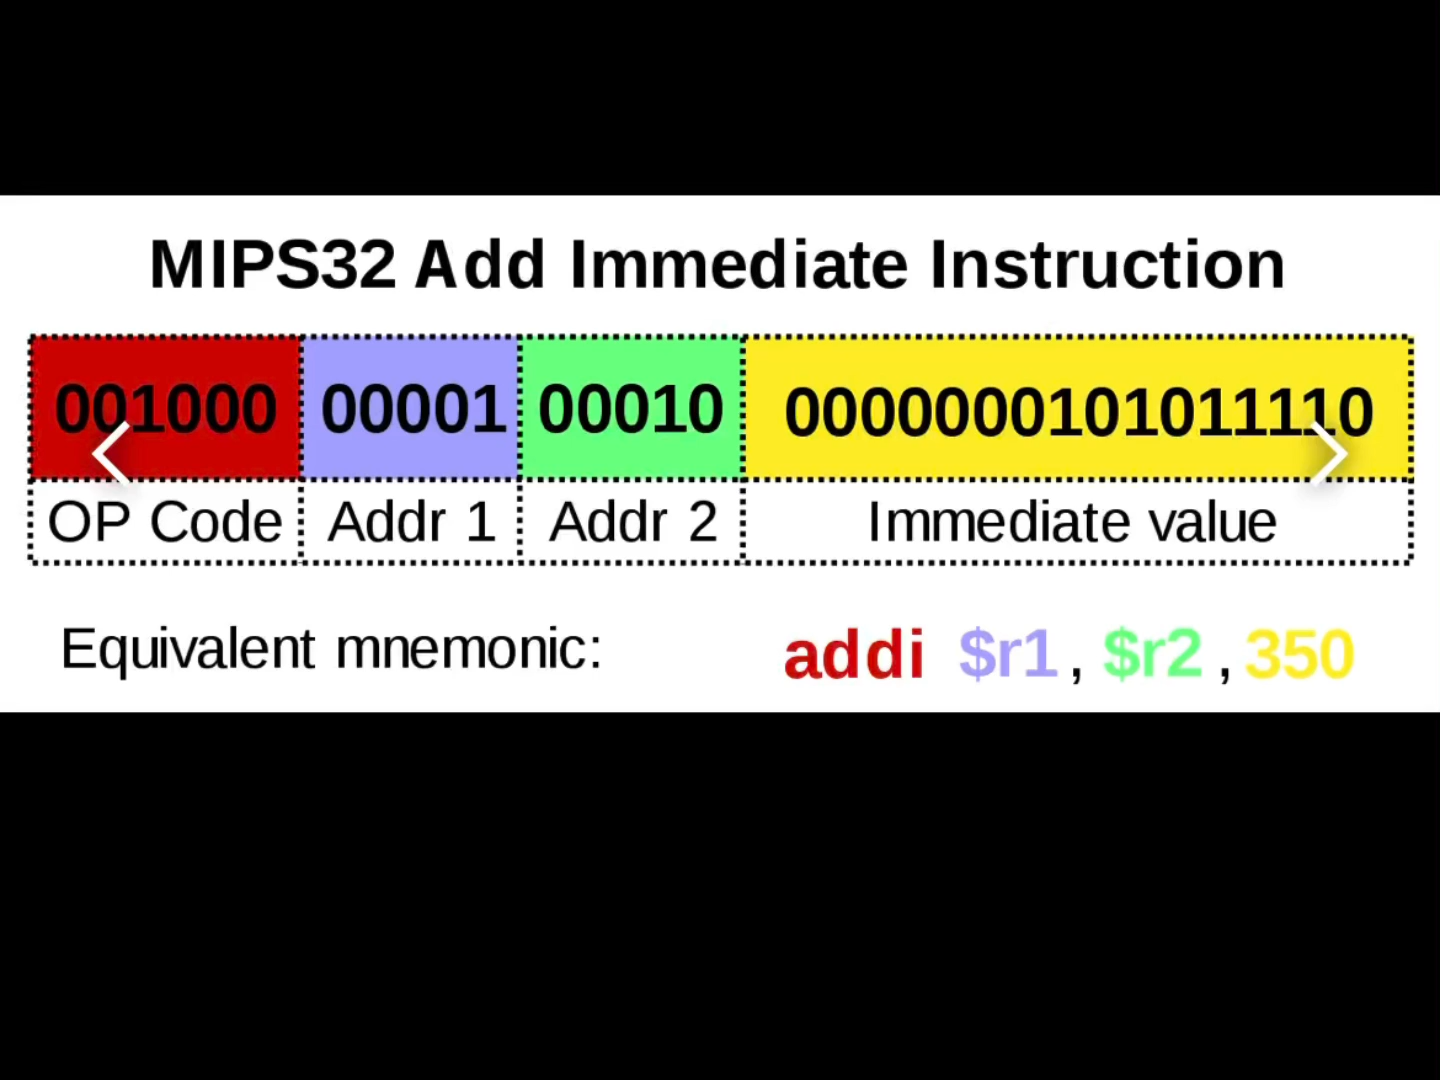 MIPS32 Add Immediate Instruction
001000 00001 00010 0000000101011110
OP Code Addr 1 Addr 2 Immediate value
Equivalent mnemonic: addi $r1 , $r2 , 350